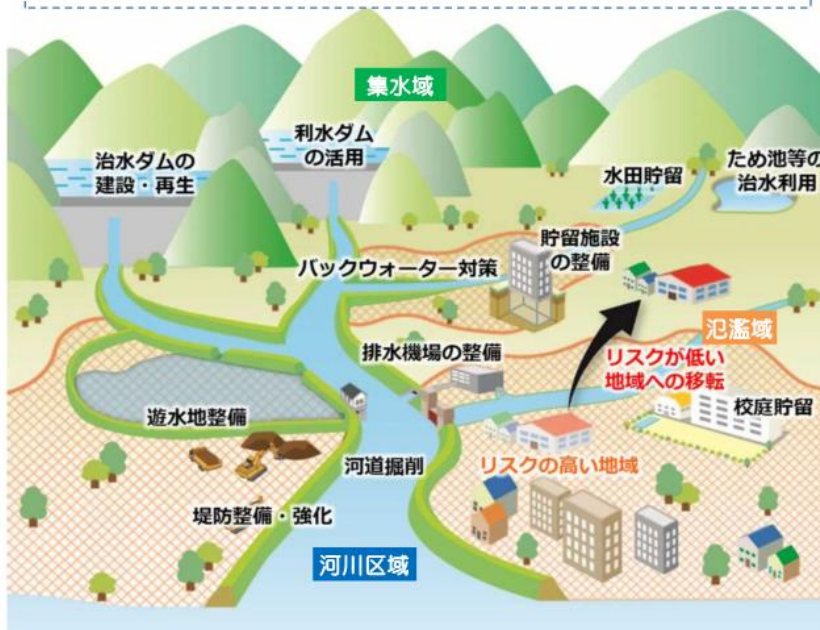 集水域
治水ダムの
建設・再生
利水ダム
の活用
水田貯留
ため池等の
治水利用
貯留施設
の整備
バックウォーター対策
氾濫域
排水機場の整備
リスクが低い
地域への移転
校庭貯留
遊水地整備
河道掘削
リスクの高い地域
堤防整備・強化
河川区域